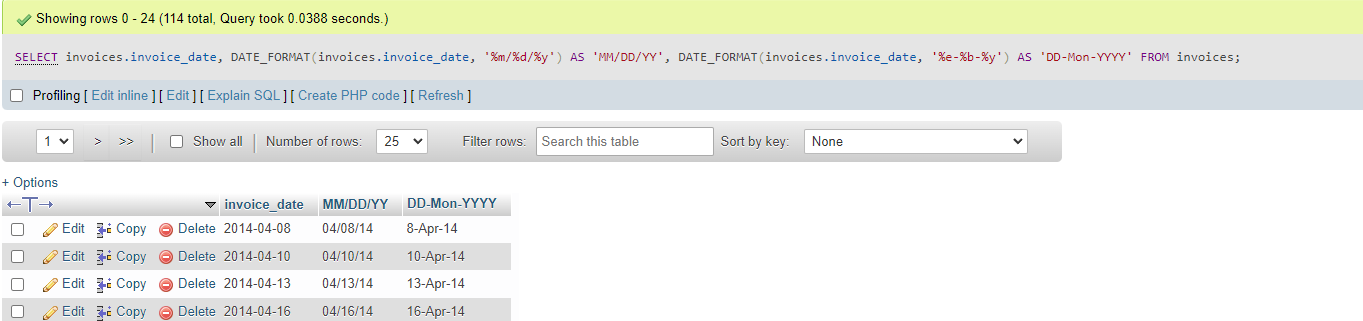 Showing rows 0 - 24 (114 total, Query took 0.0388 seconds.)
SELECT invoices.invoice_date, DATE_FORMAT(invoices.invoice_date, '%m/%d/%y') AS 'MM/DD/YY', DATE_FORMAT(invoices.invoice_date, '%e-%b-%y') AS 'DD-Mon-YYYY' FROM invoices;
Profiling [ Edit inline ] [ Edit ] [ Explain SQL ] [ Create PHP code ] [ Refresh ]
1 > >> Show all Number of rows: 25 Filter rows: Search this table Sort by key: None
+ Options
invoice_date MM/DD/YY DD-Mon-YYYY
Edit Copy Delete 2014-04-08 04/08/14 8-Apr-14
Edit Copy Delete 2014-04-10 04/10/14 10-Apr-14
Edit Copy Delete 2014-04-13 04/13/14 13-Apr-14
Edit Copy Delete 2014-04-16 04/16/14 16-Apr-14